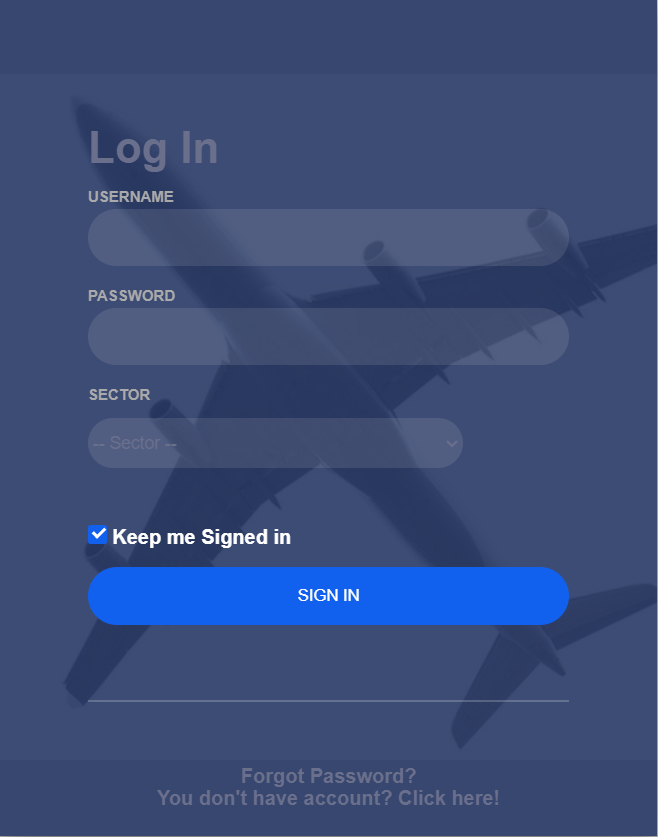 Log In
USERNAME
PASSWORD
SECTOR
-- Sector --
Keep me Signed in
SIGN IN
Forgot Password?
You don't have account? Click here!